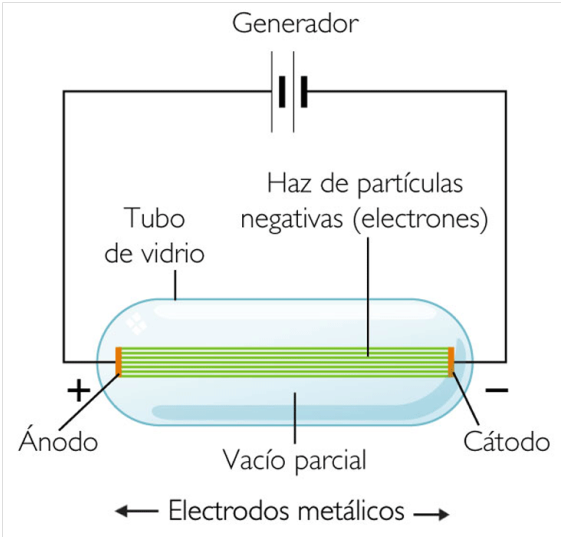 Generador
Haz de partículas
negativas (electrones)
Tubo
de vidrio
+
−
Ánodo
Cátodo
Vacío parcial
Electrodos metálicos